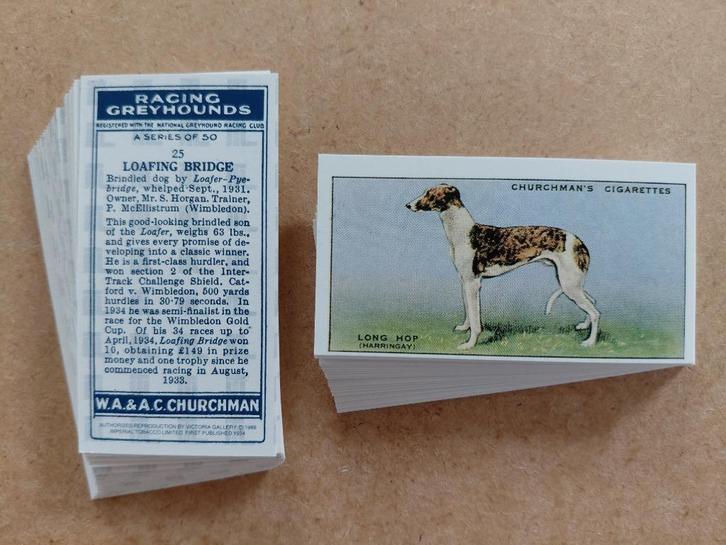 RACING
GREYHOUNDS
REGISTERED WITH THE NATIONAL GREYHOUND RACING CLUB
A SERIES OF 50
25
LOAFING BRIDGE
Brindled dog by Loafer-Pye-
bridge, whelped Sept., 1931.
Owner, Mr. S. Horgan. Trainer,
P. McEllistrum (Wimbledon).
This good-looking brindled son
of the Loafer, weighs 63 lbs.,
and gives every promise of de-
veloping into a classic winner.
He is a first-class hurdler, and
won section 2 of the Inter-
Track Challenge Shield, Cat-
ford v. Wimbledon, 500 yards
hurdles in 30·79 seconds. In
1934 he was semi-finalist in the
race for the Wimbledon Gold
Cup. Of his 34 races up to
April, 1934, Loafing Bridge won
10, obtaining £149 in prize
money and one trophy since he
commenced racing in August,
1933.
W.A.& A.C. CHURCHMAN
AUTHORISED REPRODUCTION BY VICTORIA GALLERY, © 1989
IMPERIAL TOBACCO LIMITED. FIRST PUBLISHED 1934
CHURCHMAN'S CIGARETTES
LONG HOP
(HARRINGAY)